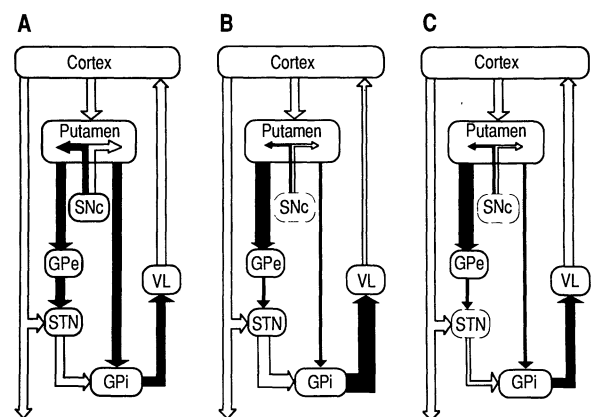 A
Cortex
Putamen
SNc
GPe
VL
STN
GPi
B
Cortex
Putamen
SNc
GPe
VL
STN
GPi
C
Cortex
Putamen
SNc
GPe
VL
STN
GPi